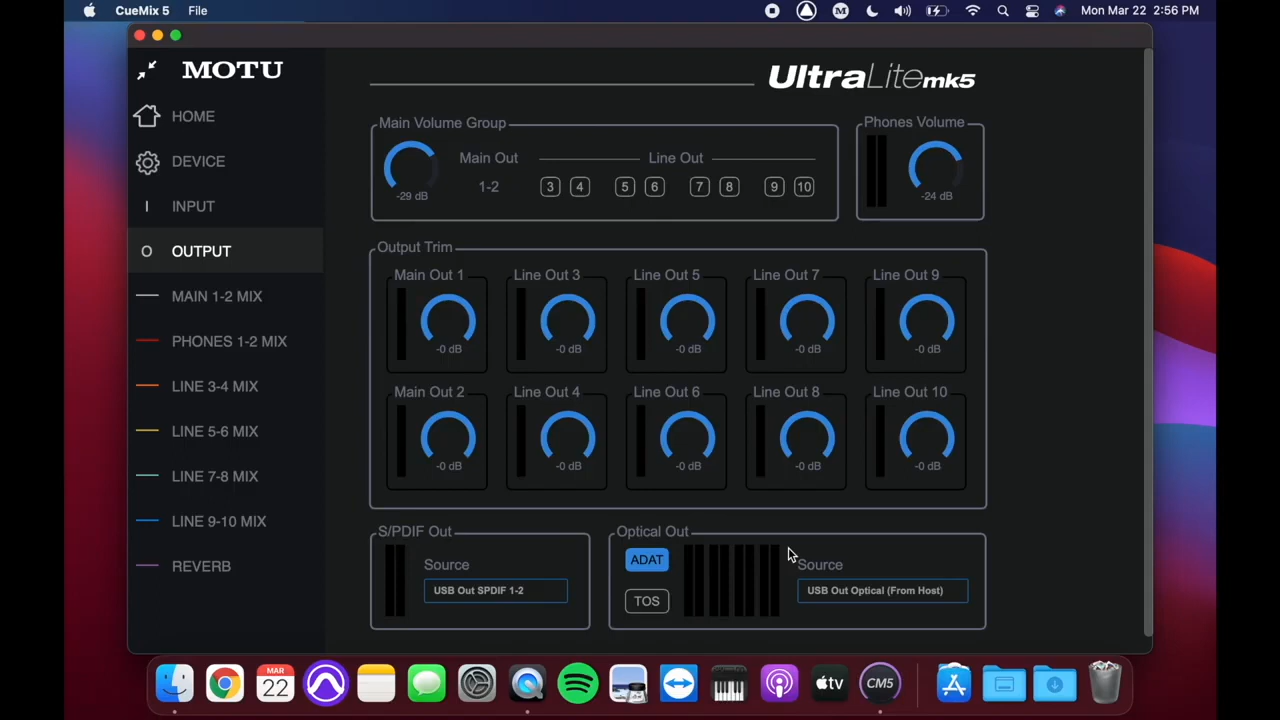 CueMix 5 File M Mon Mar 22 2:56 PM
MOTU
UltraLite mk5
HOME
DEVICE
I INPUT
O OUTPUT
MAIN 1-2 MIX
PHONES 1-2 MIX
LINE 3-4 MIX
LINE 5-6 MIX
LINE 7-8 MIX
LINE 9-10 MIX
REVERB
Main Volume Group
-29 dB
Main Out
1-2
Line Out
3 4 5 6 7 8 9 10
Phones Volume
-24 dB
Output Trim
Main Out 1 Line Out 3 Line Out 5 Line Out 7 Line Out 9
-0 dB -0 dB -0 dB -0 dB -0 dB
Main Out 2 Line Out 4 Line Out 6 Line Out 8 Line Out 10
-0 dB -0 dB -0 dB -0 dB -0 dB
S/PDIF Out
Source
USB Out SPDIF 1-2
Optical Out
ADAT
TOS
Source
USB Out Optical (From Host)
MAR
22
tv
CM5